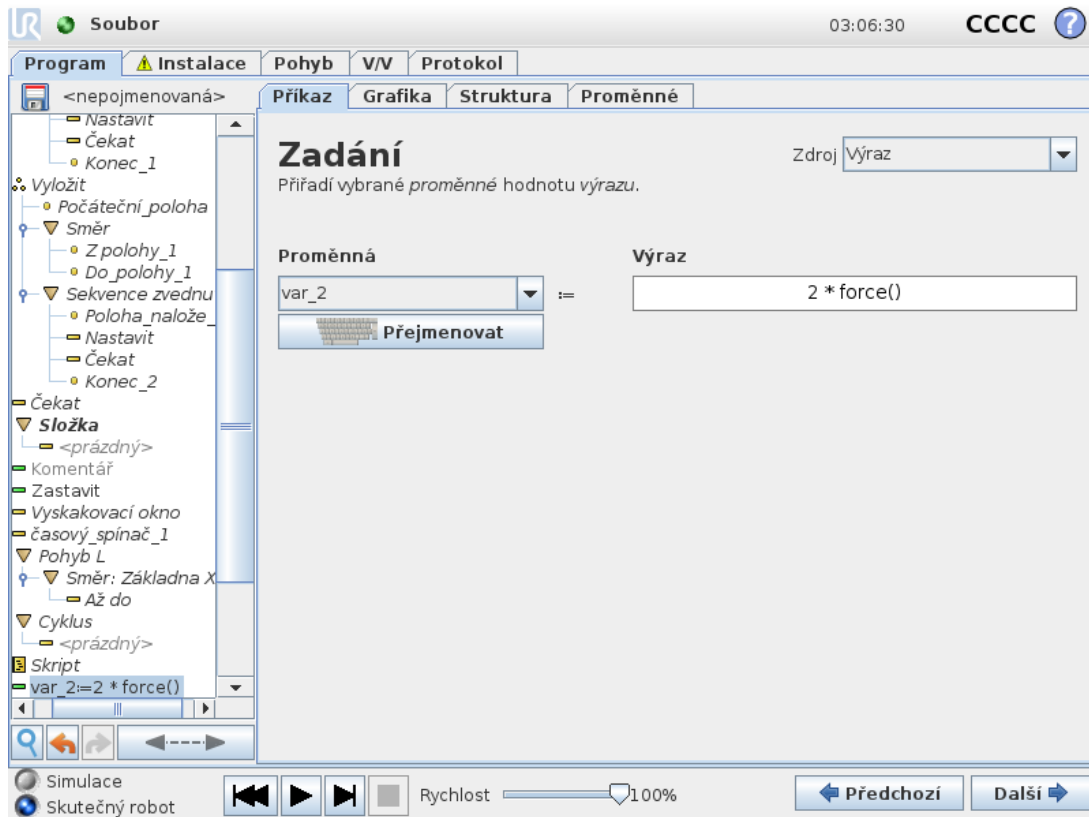 Soubor
03:06:30
CCCC
?
Program
Instalace
Pohyb
V/V
Protokol
<nepojmenovaná>
Příkaz
Grafika
Struktura
Proměnné
Nastavit
Čekat
Konec_1
Vyložit
Počáteční_poloha
Směr
Z polohy_1
Do_polohy_1
Sekvence zvednu
Poloha_nalože_
Nastavit
Čekat
Konec_2
Čekat
Složka
<prázdný>
Komentář
Zastavit
Vyskakovací okno
časový_spínač_1
Pohyb L
Směr: Základna X
Až do
Cyklus
<prázdný>
Skript
var_2:=2 * force()
Zadání
Zdroj Výraz
Přiřadí vybrané proměnné hodnotu výrazu.
Proměnná
Výraz
var_2 := 2 * force()
Přejmenovat
Simulace
Skutečný robot
Rychlost 100%
Předchozí
Další